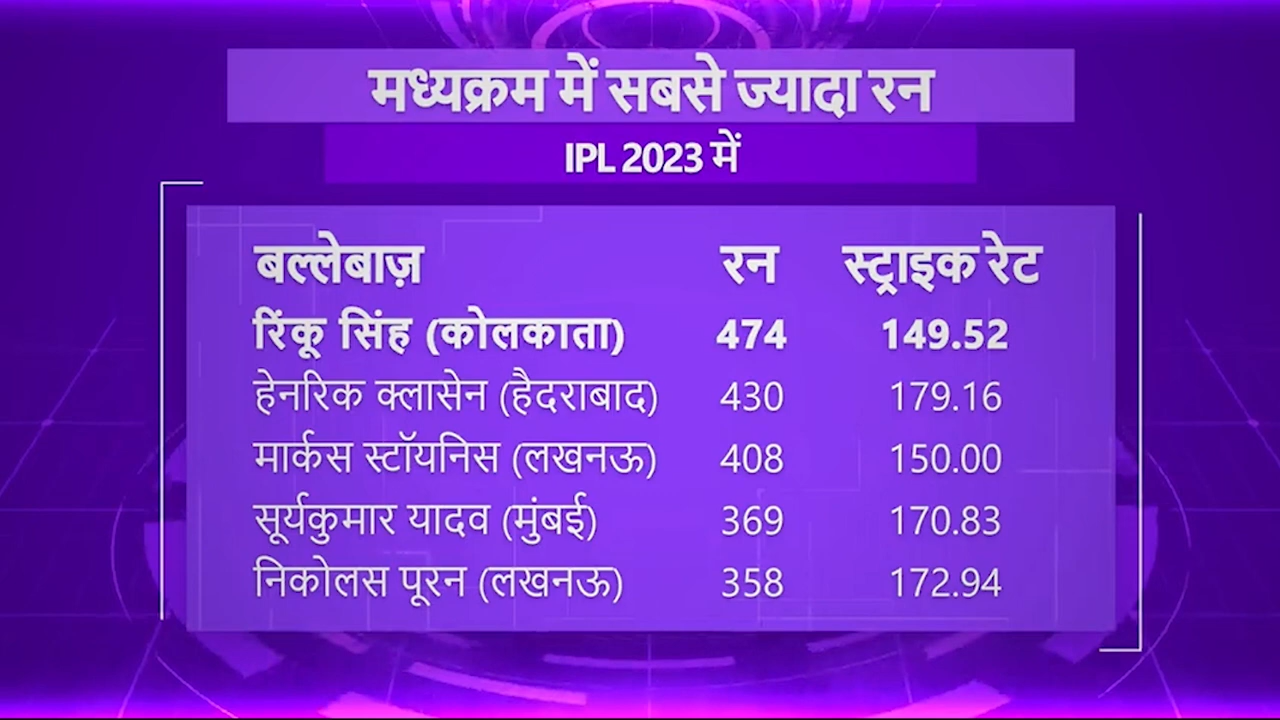 मध्यक्रम में सबसे ज्यादा रन
IPL 2023 में
बल्लेबाज़ रन स्ट्राइक रेट
रिंकू सिंह (कोलकाता) 474 149.52
हेनरिक क्लासेन (हैदराबाद) 430 179.16
मार्कस स्टॉयनिस (लखनऊ) 408 150.00
सूर्यकुमार यादव (मुंबई) 369 170.83
निकोलस पूरन (लखनऊ) 358 172.94